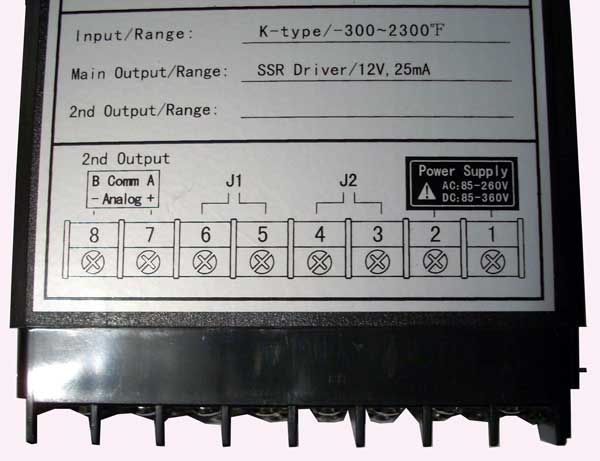 Input/Range: K-type/-300~2300℉
Main Output/Range: SSR Driver/12V, 25mA
2nd Output/Range:
2nd Output
B Comm A
- Analog +
J1
J2
Power Supply
AC:85-260V
DC:85-360V
8 7 6 5 4 3 2 1